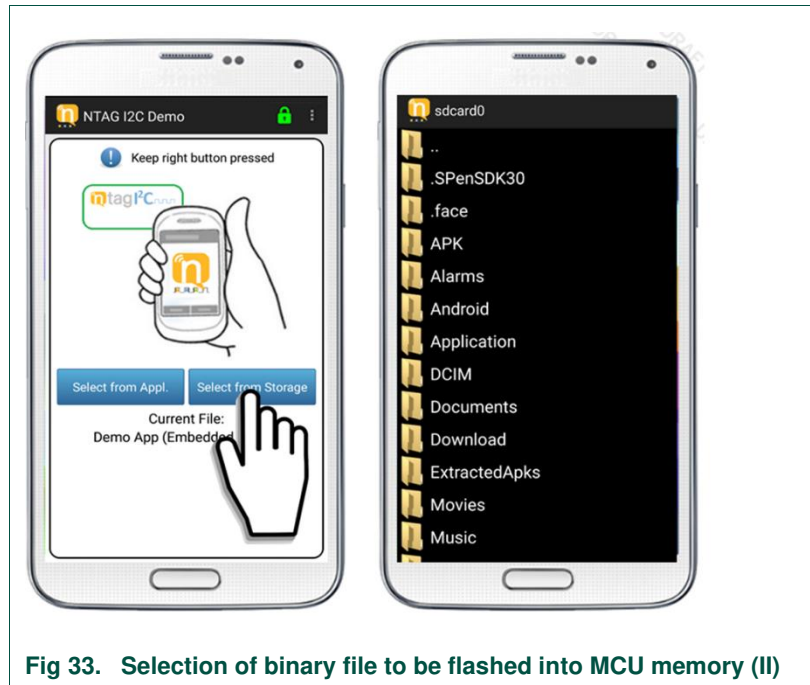 NTAG I2C Demo
Keep right button pressed
ntagI²C
Select from Appl.
Select from Storage
Current File:
Demo App (Embedded
sdcard0
..
.SPenSDK30
.face
APK
Alarms
Android
Application
DCIM
Documents
Download
ExtractedApks
Movies
Music
Fig 33. Selection of binary file to be flashed into MCU memory (II)